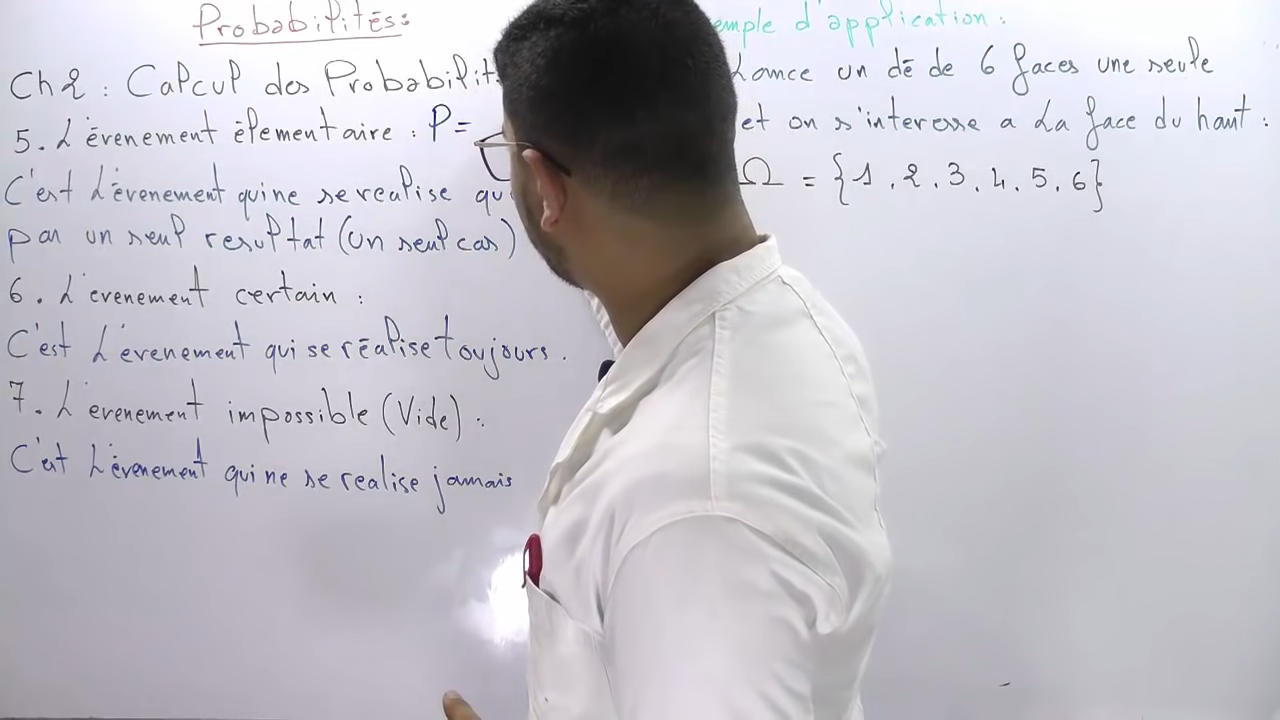 Probabilités:
Ch2 : Calcul des Probabilit
5. L'évenement élementaire : P=
C'est L'évenement qui ne se realise qu
par un seul resultat (un seul cas)
6. L'evenement certain :
C'est L'evenement qui se réalise toujours.
7. L'evenement impossible (Vide) :
C'est L'évenement qui ne se realise jamais
emple d'application :
Lance un dé de 6 faces une seule
et on s'interesse a La face du haut :
Ω = {1, 2, 3, 4, 5, 6}